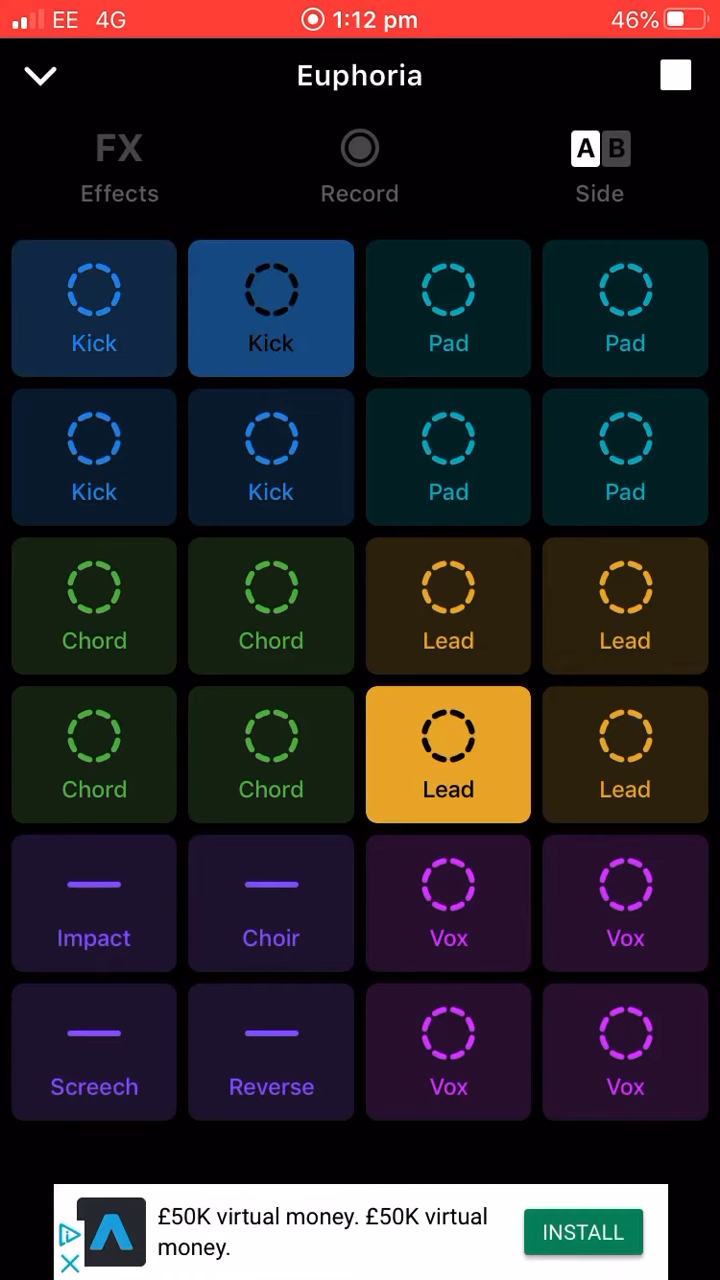 EE 4G 1:12 pm 46%
Euphoria
FX A B
Effects Record Side
Kick Kick Pad Pad
Kick Kick Pad Pad
Chord Chord Lead Lead
Chord Chord Lead Lead
Impact Choir Vox Vox
Screech Reverse Vox Vox
£50K virtual money. £50K virtual
money.
INSTALL